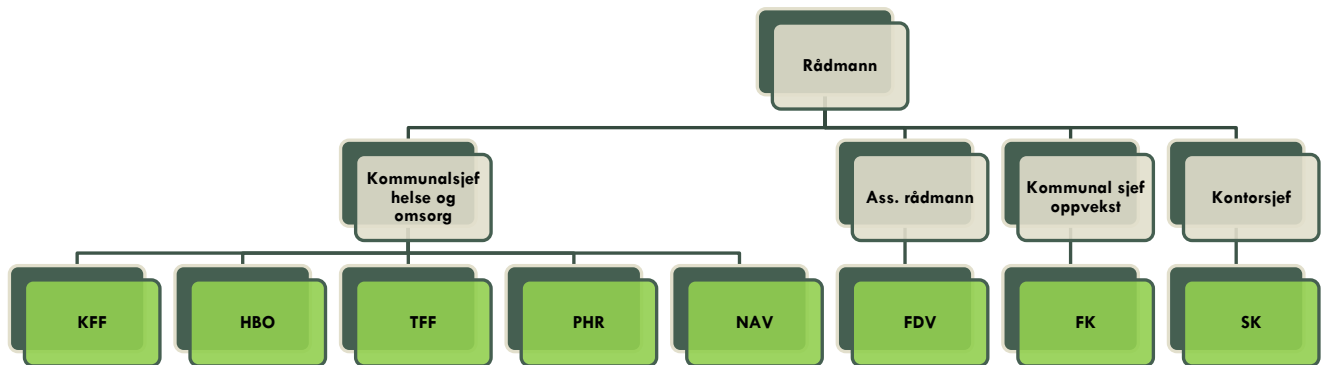 Rådmann
Kommunalsjef
helse og
omsorg
Ass. rådmann
Kommunal sjef
oppvekst
Kontorsjef
KFF
HBO
TFF
PHR
NAV
FDV
FK
SK